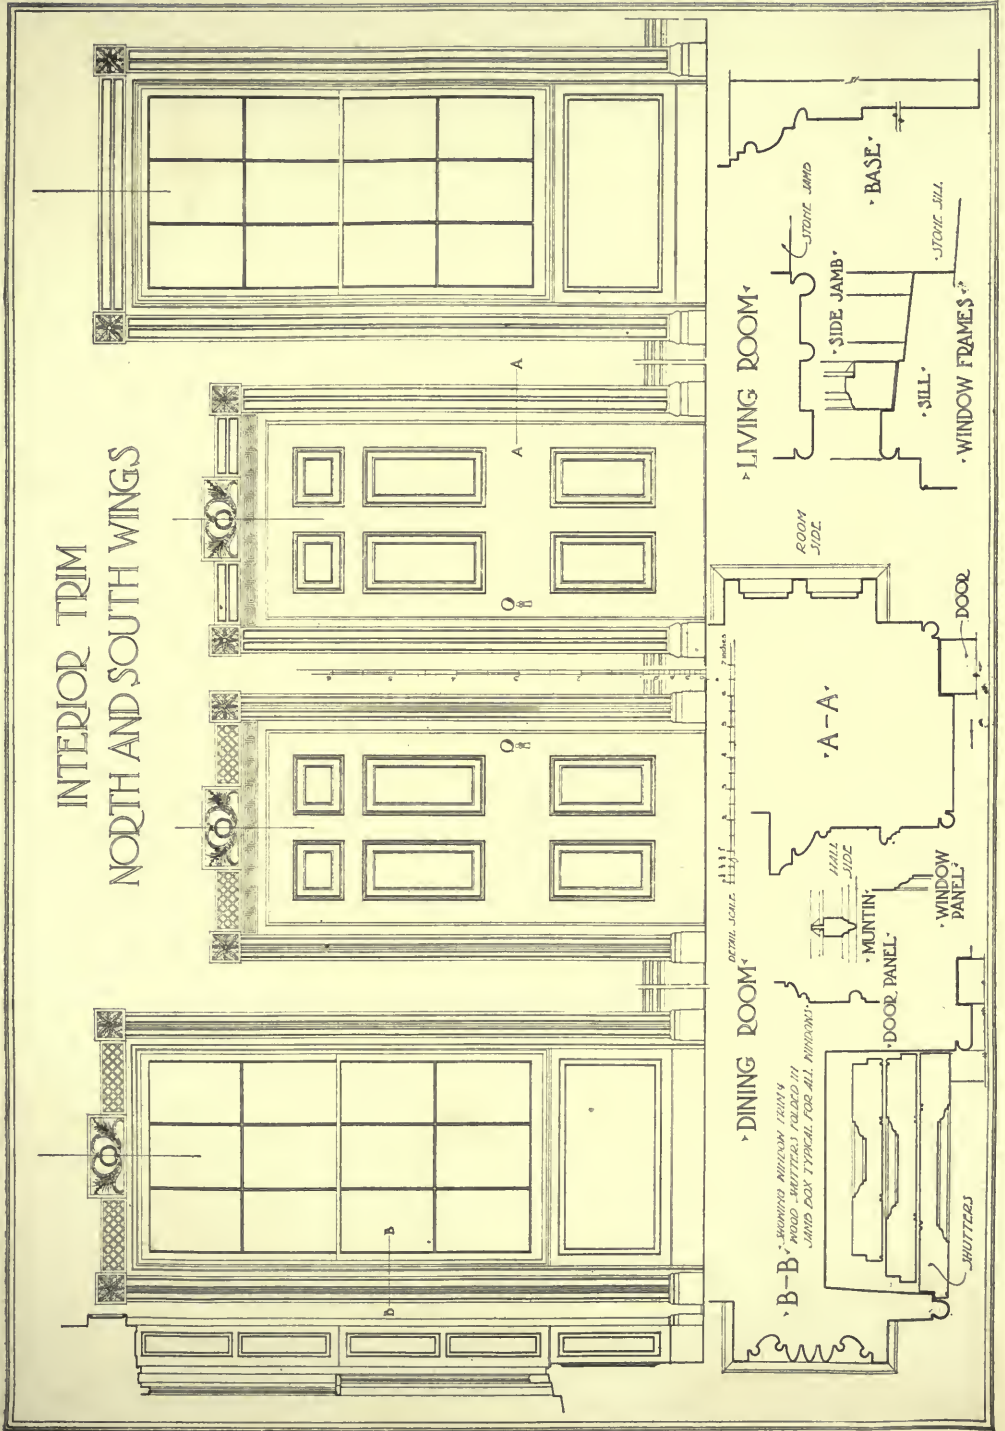 INTERIOR TRIM
NORTH AND SOUTH WINGS
A
A
B
B
DINING ROOM
LIVING ROOM
DETAIL SCALE
7 inches
B-B
SHOWING WINDOW TRIM &
WOOD SHUTTERS FOLDED IN
JAMB BOX TYPICAL FOR ALL WINDOWS
SHUTTERS
DOOR PANEL
MUNTIN
HALL
SIDE
WINDOW
PANEL
A-A
DOOR
ROOM
SIDE
SIDE JAMB
SILL
WINDOW FRAMES
STONE JAMB
STONE SILL
BASE